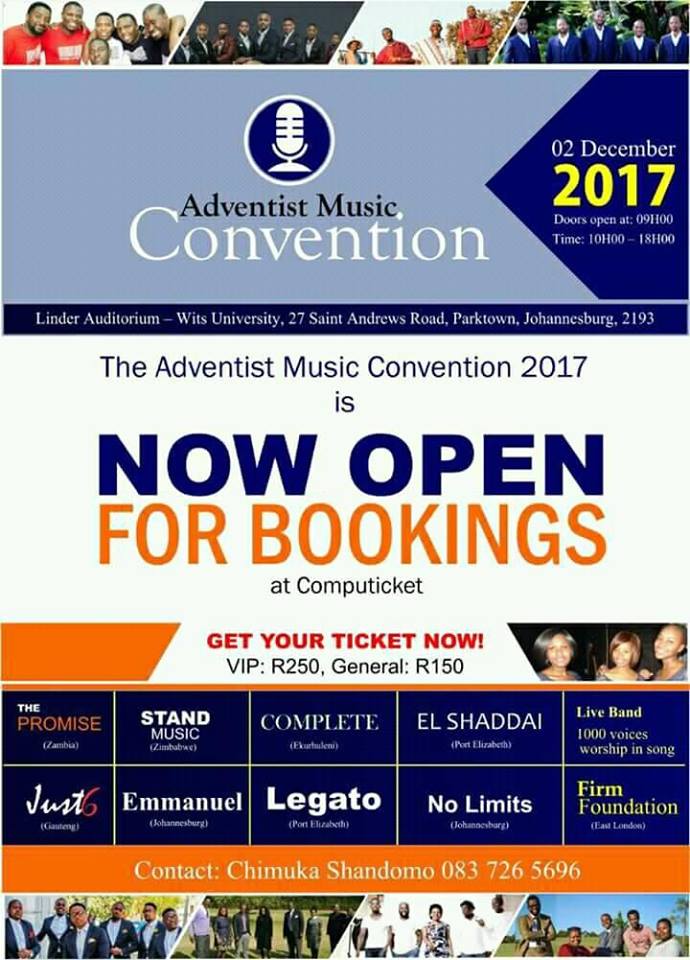 Adventist Music
Convention
02 December
2017
Doors open at: 09H00
Time: 10H00 – 18H00
Linder Auditorium – Wits University, 27 Saint Andrews Road, Parktown, Johannesburg, 2193
The Adventist Music Convention 2017
is
NOW OPEN
FOR BOOKINGS
at Computicket
GET YOUR TICKET NOW!
VIP: R250, General: R150
THE
PROMISE
(Zambia)
STAND
MUSIC
(Zimbabwe)
COMPLETE
(Ekurhuleni)
EL SHADDAI
(Port Elizabeth)
Live Band
1000 voices
worship in song
Just6
(Gauteng)
Emmanuel
(Johannesburg)
Legato
(Port Elizabeth)
No Limits
(Johannesburg)
Firm
Foundation
(East London)
Contact: Chimuka Shandomo 083 726 5696